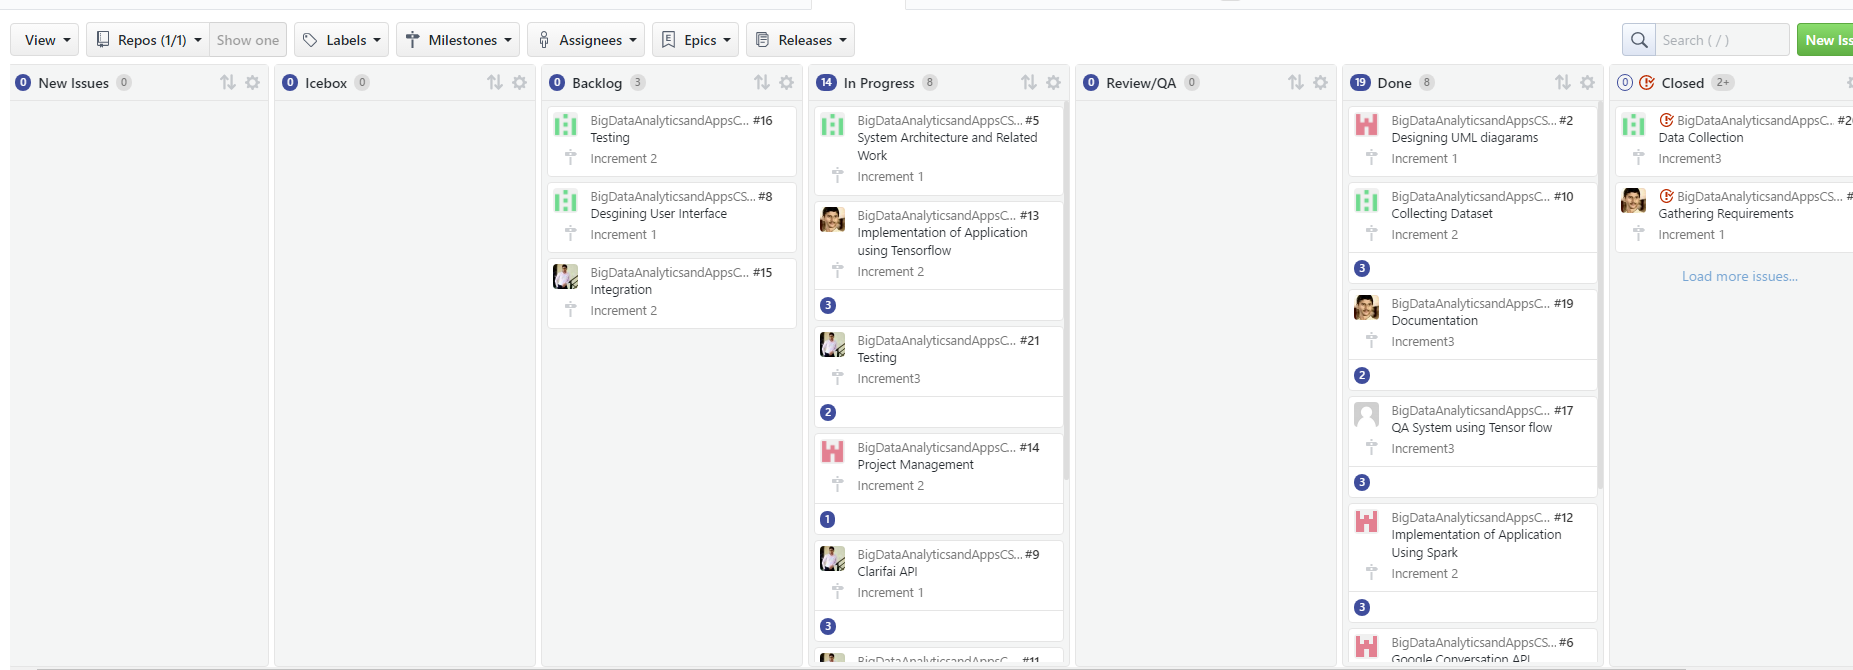 View
Repos (1/1)
Show one
Labels
Milestones
Assignees
Epics
Releases
Search ( / )
New Iss
0 New Issues 0
0 Icebox 0
0 Backlog 3
BigDataAnalyticsandAppsC... #16
Testing
Increment 2
BigDataAnalyticsandAppsCS... #8
Desgining User Interface
Increment 1
BigDataAnalyticsandAppsC... #15
Integration
Increment 2
14 In Progress 8
BigDataAnalyticsandAppsCS... #5
System Architecture and Related
Work
Increment 1
BigDataAnalyticsandAppsC... #13
Implementation of Application
using Tensorflow
Increment 2
3
BigDataAnalyticsandAppsC... #21
Testing
Increment3
2
BigDataAnalyticsandAppsC... #14
Project Management
Increment 2
1
BigDataAnalyticsandAppsCS... #9
Clarifai API
Increment 1
3
BigDataAnalyticsandAppsC... #11
0 Review/QA 0
19 Done 8
BigDataAnalyticsandAppsCS... #2
Designing UML diagarams
Increment 1
BigDataAnalyticsandAppsC... #10
Collecting Dataset
Increment 2
3
BigDataAnalyticsandAppsC... #19
Documentation
Increment3
2
BigDataAnalyticsandAppsC... #17
QA System using Tensor flow
Increment3
3
BigDataAnalyticsandAppsC... #12
Implementation of Application
Using Spark
Increment 2
3
BigDataAnalyticsandAppsCS... #6
Google Conversation API
0 Closed 2+
BigDataAnalyticsandAppsC...
Data Collection
Increment3
BigDataAnalyticsandAppsCS... #
Gathering Requirements
Increment 1
Load more issues...